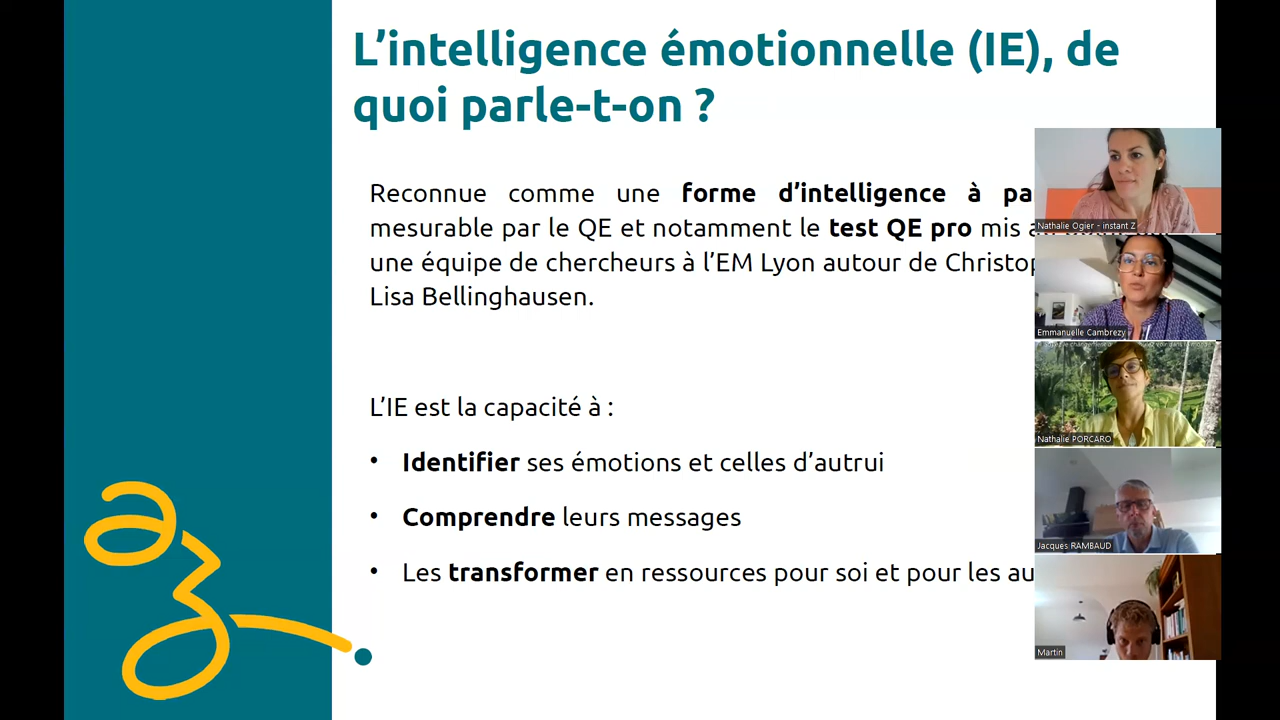 L'intelligence émotionnelle (IE), de
quoi parle-t-on ?
Reconnue comme une forme d'intelligence à pa
mesurable par le QE et notamment le test QE pro mis a
une équipe de chercheurs à l'EM Lyon autour de Christop
Lisa Bellinghausen.
L'IE est la capacité à :
• Identifier ses émotions et celles d'autrui
• Comprendre leurs messages
• Les transformer en ressources pour soi et pour les au
az
Nathalie Ogier - instant Z
Emmanuelle Cambrezy
Nathalie PORCARO
Jacques RAMBAUD
Martin